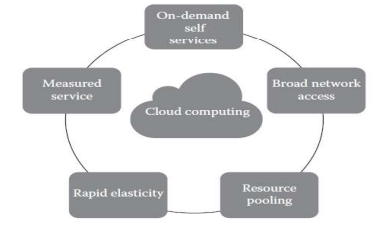 On-demand
self
services
Measured
service
Cloud computing
Broad network
access
Rapid elasticity
Resource
pooling